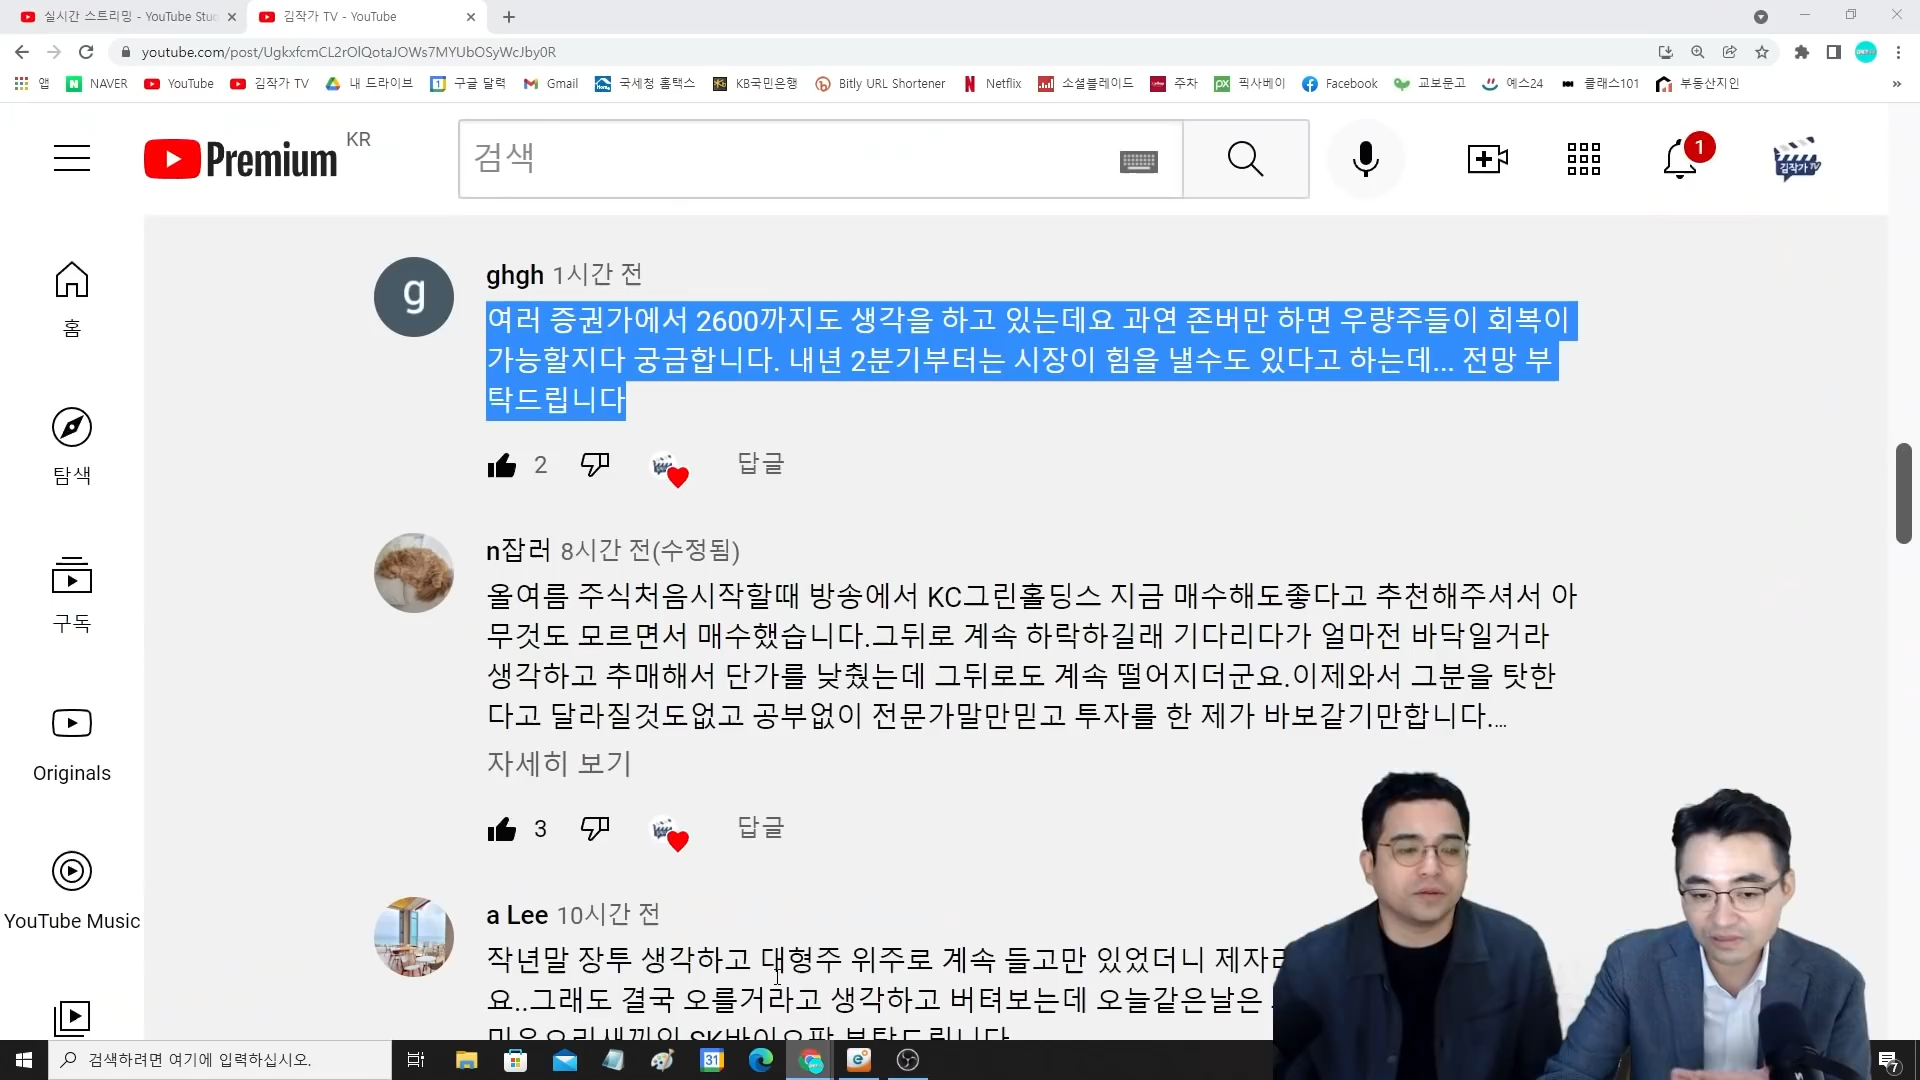 실시간 스트리밍 - YouTube Stu
김작가 TV - YouTube
youtube.com/post/UgkxfcmCL2rOlQotaJOWs7MYUbOSyWcJby0R
앱 NAVER YouTube 김작가 TV 내 드라이브 구글 달력 Gmail 국세청 홈택스 KB국민은행 Bitly URL Shortener Netflix 소셜블레이드 주차 픽사베이 Facebook 교보문고 예스24 클래스101 부동산지인 »
Premium KR
검색
1
김작가 TV
홈
탐색
구독
Originals
YouTube Music
g
ghgh 1시간 전
여러 증권가에서 2600까지도 생각을 하고 있는데요 과연 존버만 하면 우량주들이 회복이
가능할지다 궁금합니다. 내년 2분기부터는 시장이 힘을 낼수도 있다고 하는데... 전망 부
탁드립니다
2 답글
n잡러 8시간 전(수정됨)
올여름 주식처음시작할때 방송에서 KC그린홀딩스 지금 매수해도좋다고 추천해주셔서 아
무것도 모르면서 매수했습니다.그뒤로 계속 하락하길래 기다리다가 얼마전 바닥일거라
생각하고 추매해서 단가를 낮췄는데 그뒤로도 계속 떨어지더군요.이제와서 그분을 탓한
다고 달라질것도없고 공부없이 전문가말만믿고 투자를 한 제가 바보같기만합니다....
자세히 보기
3 답글
a Lee 10시간 전
작년말 장투 생각하고 대형주 위주로 계속 들고만 있었더니
요..그래도 결국 오를거라고 생각하고 버텨보는데 오늘같은날은
SK바이오팜 부탁드립니다
검색하려면 여기에 입력하십시오.
31
7